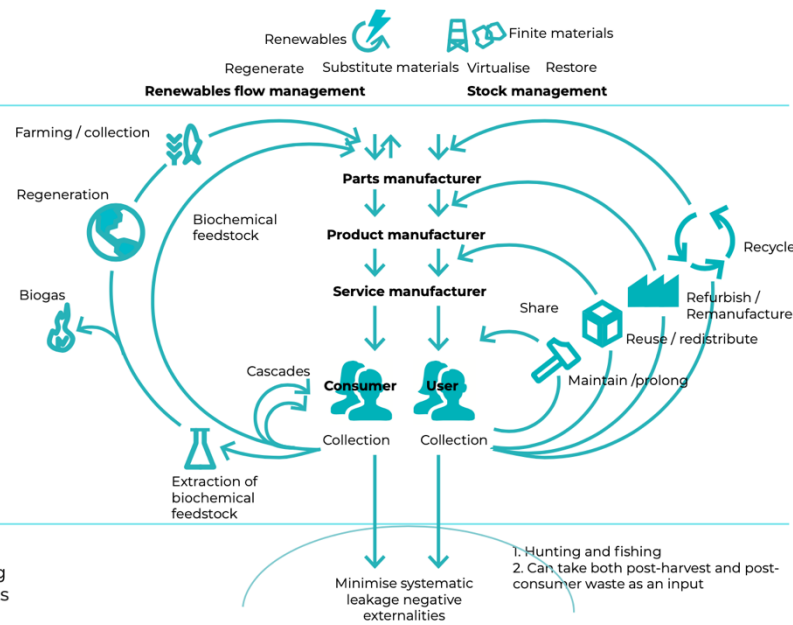 Renewables
Finite materials
Regenerate
Substitute materials
Virtualise
Restore
Renewables flow management
Stock management
Farming / collection
Regeneration
Biochemical
feedstock
Biogas
Parts manufacturer
Product manufacturer
Service manufacturer
Recycle
Refurbish /
Remanufacture
Share
Reuse / redistribute
Maintain /prolong
Cascades
Consumer
User
Collection
Collection
Extraction of
biochemical
feedstock
Minimise systematic
leakage negative
externalities
1. Hunting and fishing
2. Can take both post-harvest and post-
consumer waste as an input